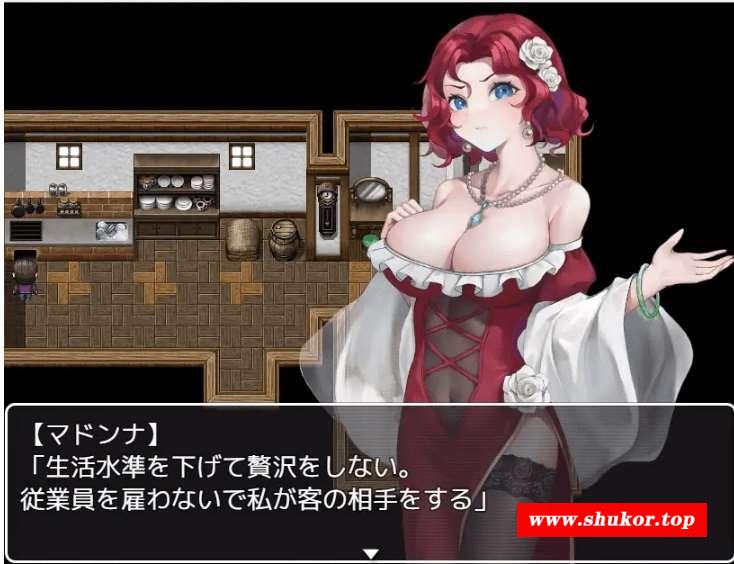 【マドンナ】
「生活水準を下げて贅沢をしない。
従業員を雇わないで私が客の相手をする」
www.shukor.top